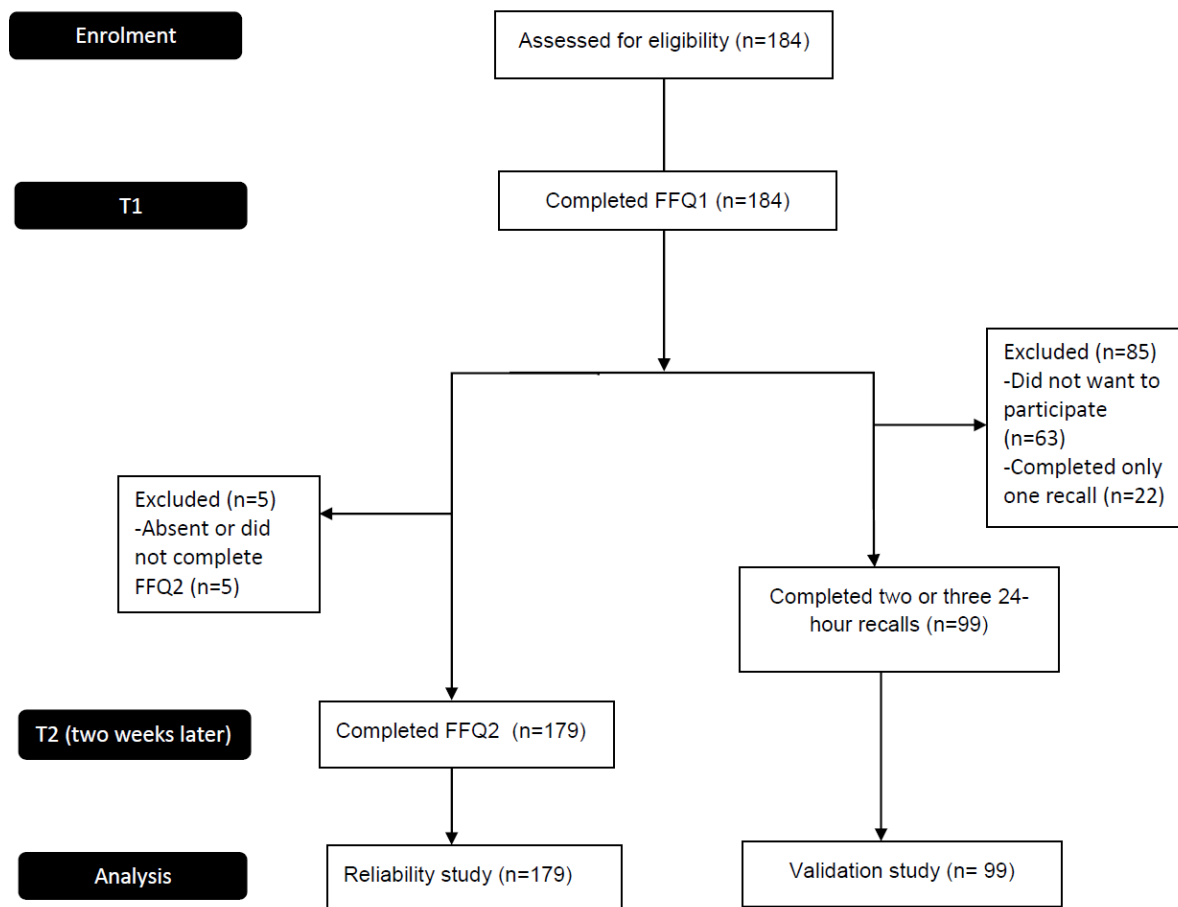 Enrolment
Assessed for eligibility (n=184)
T1
Completed FFQ1 (n=184)
Excluded (n=85)
-Did not want to
participate
(n=63)
-Completed only
one recall (n=22)
Excluded (n=5)
-Absent or did
not complete
FFQ2 (n=5)
Completed two or three 24-
hour recalls (n=99)
T2 (two weeks later)
Completed FFQ2 (n=179)
Analysis
Reliability study (n=179)
Validation study (n= 99)